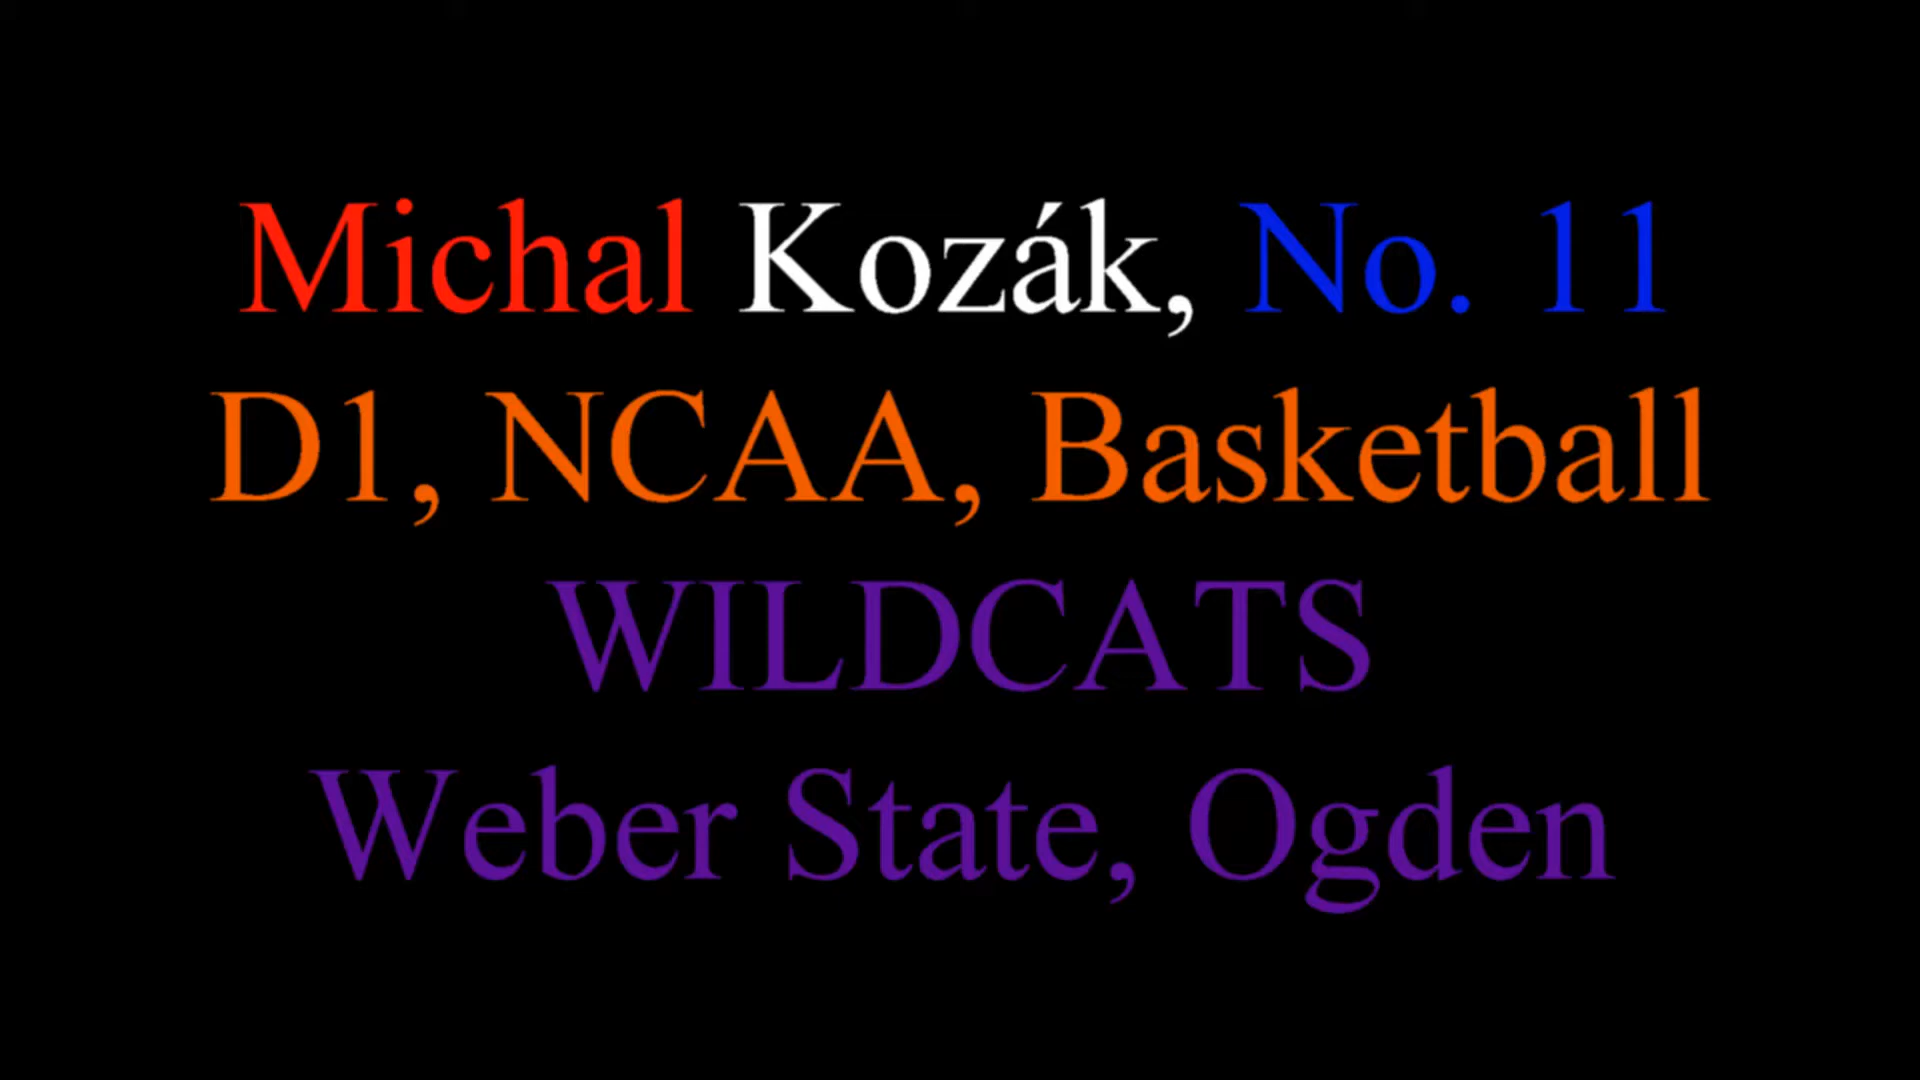 Michal Kozák, No. 11
D1, NCAA, Basketball
WILDCATS
Weber State, Ogden